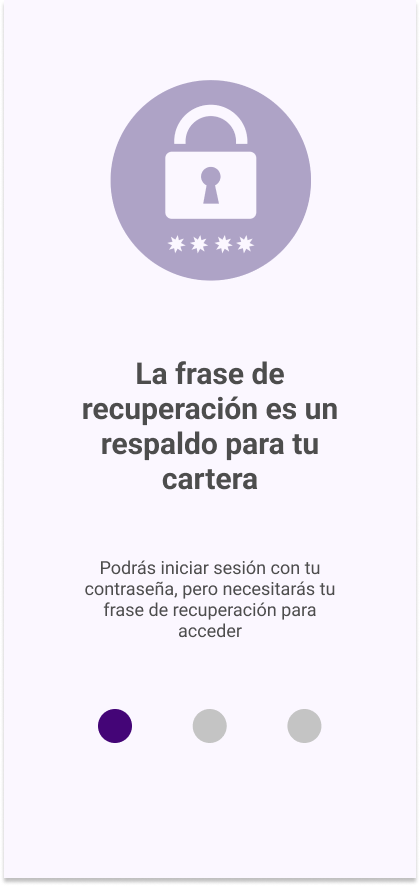 La frase de
recuperación es un
respaldo para tu
cartera
Podrás iniciar sesión con tu
contraseña, pero necesitarás tu
frase de recuperación para
acceder